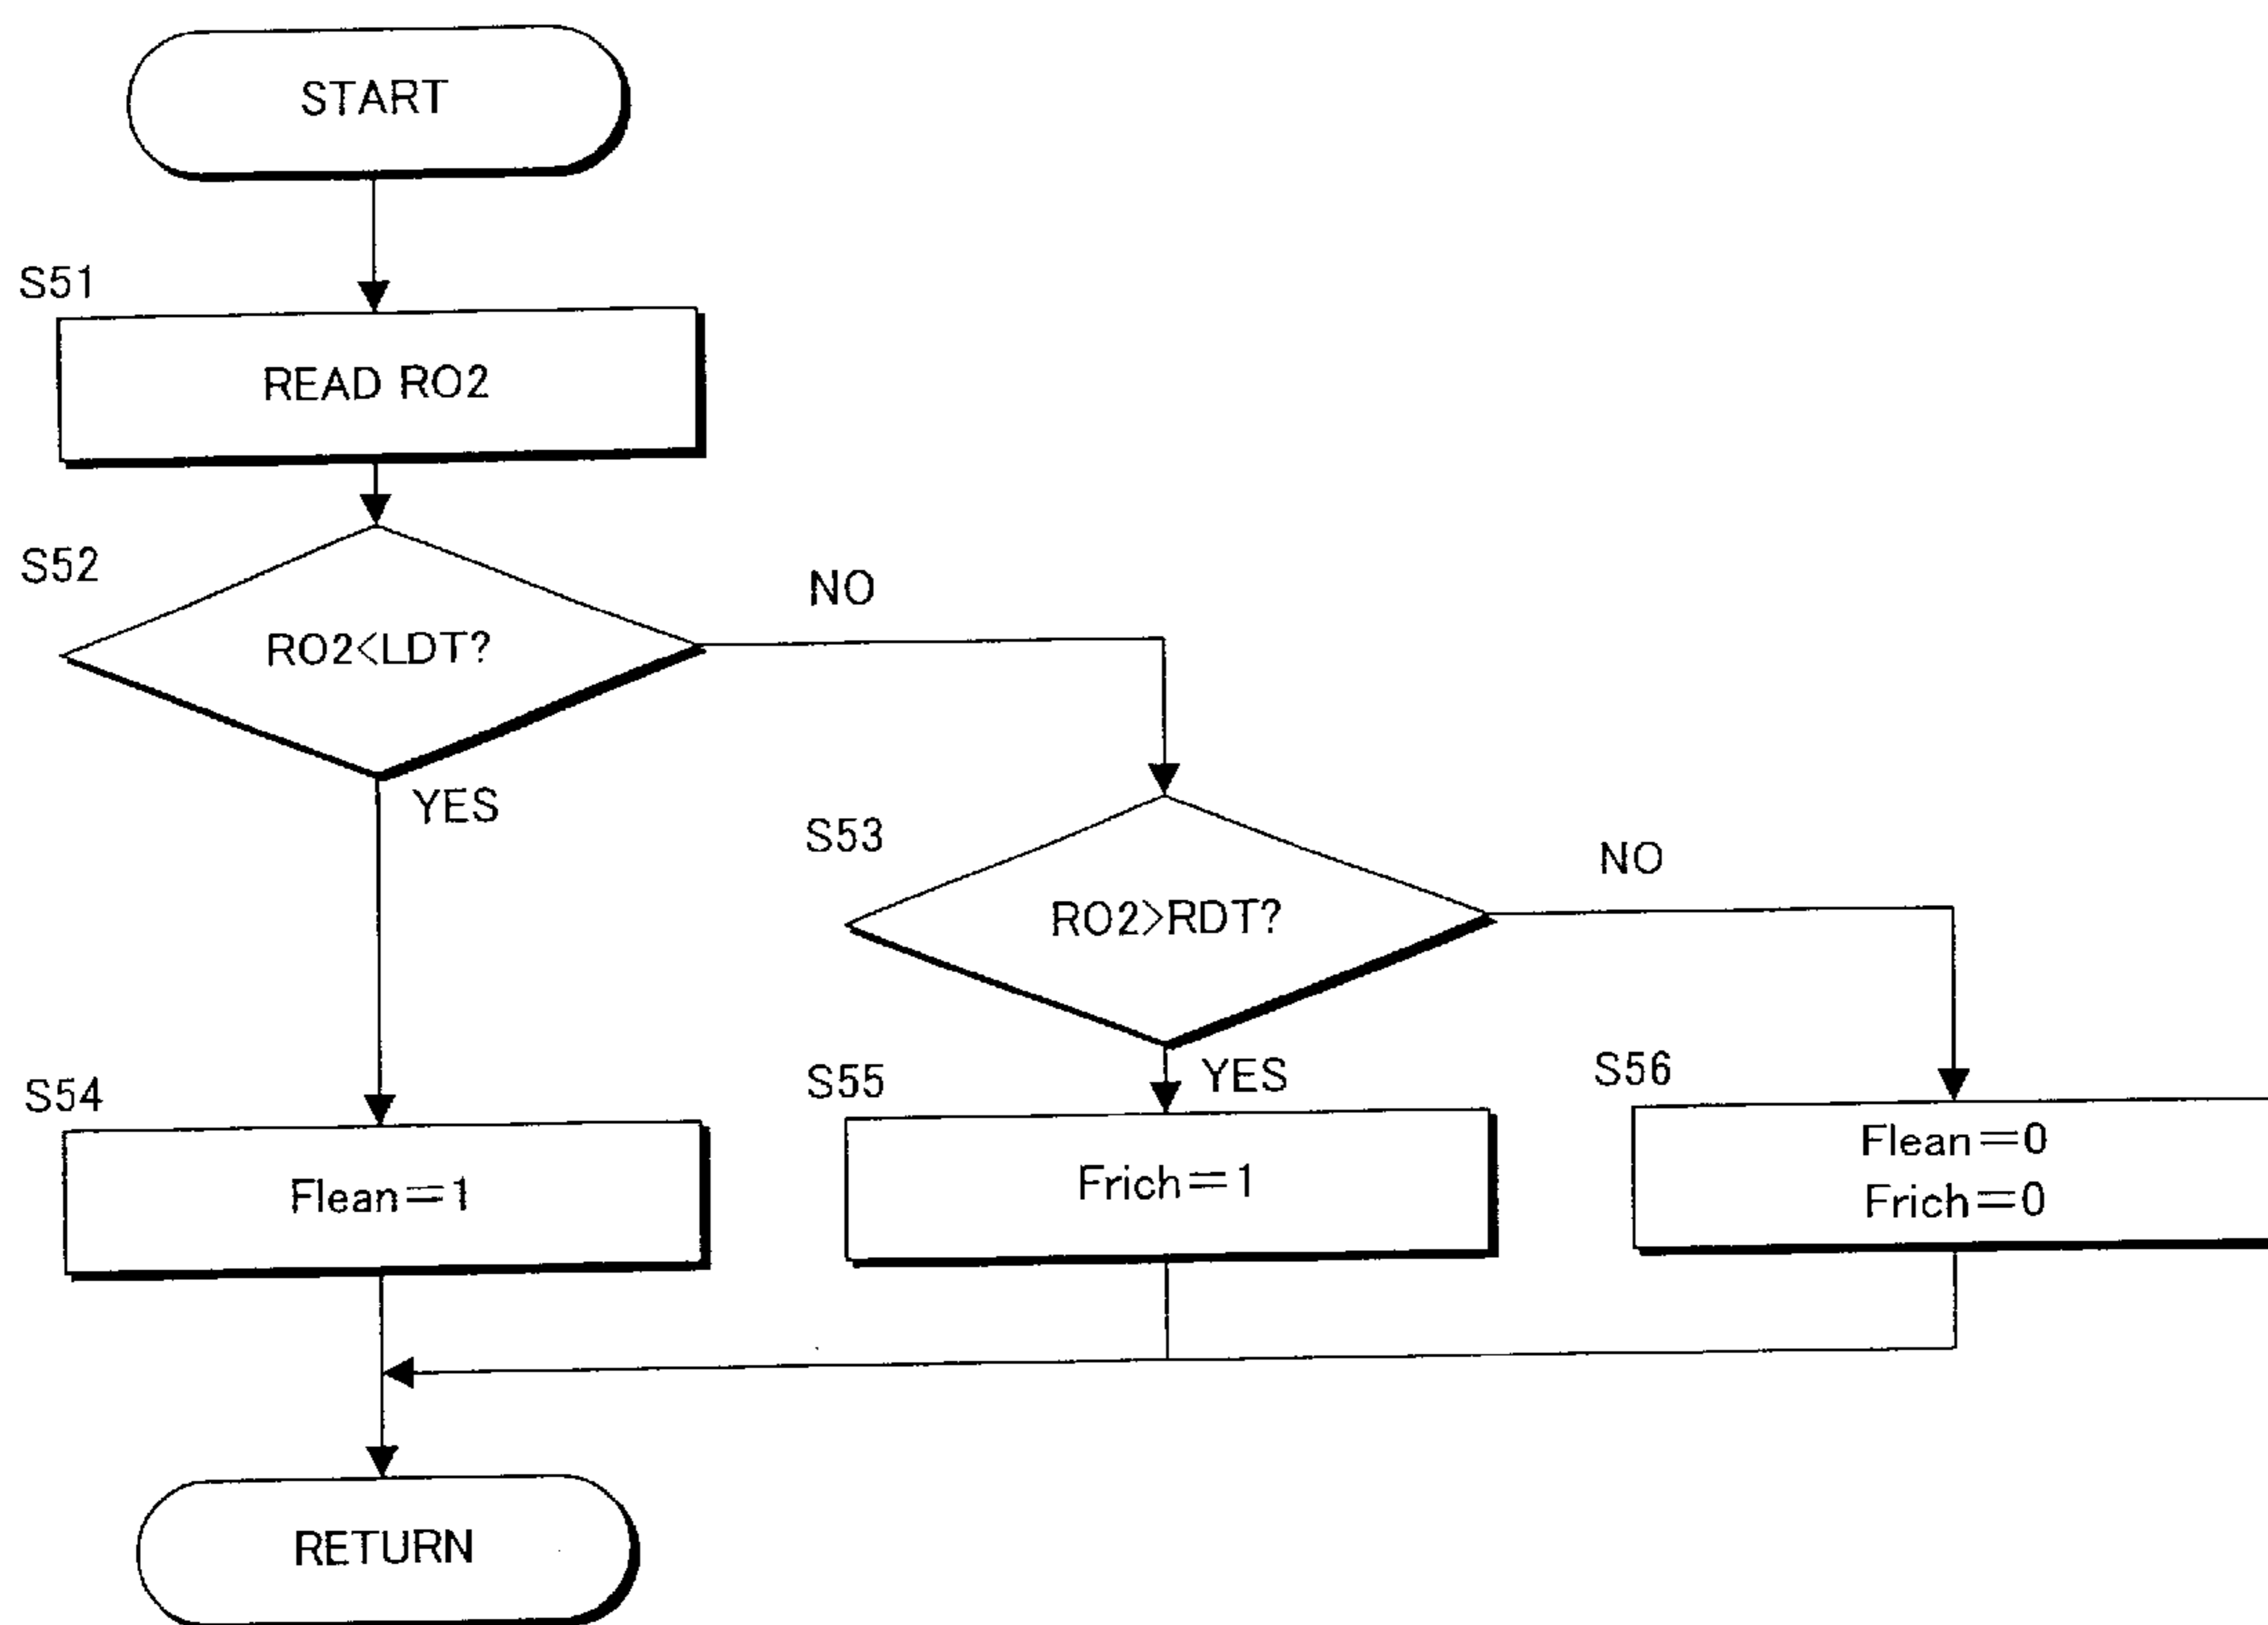 START
S51
READ RO2
S52
RO2<LDT?
NO
YES
S53
RO2>RDT?
NO
YES
S54
Flean=1
S55
Frich=1
S56
Flean=0
Frich=0
RETURN